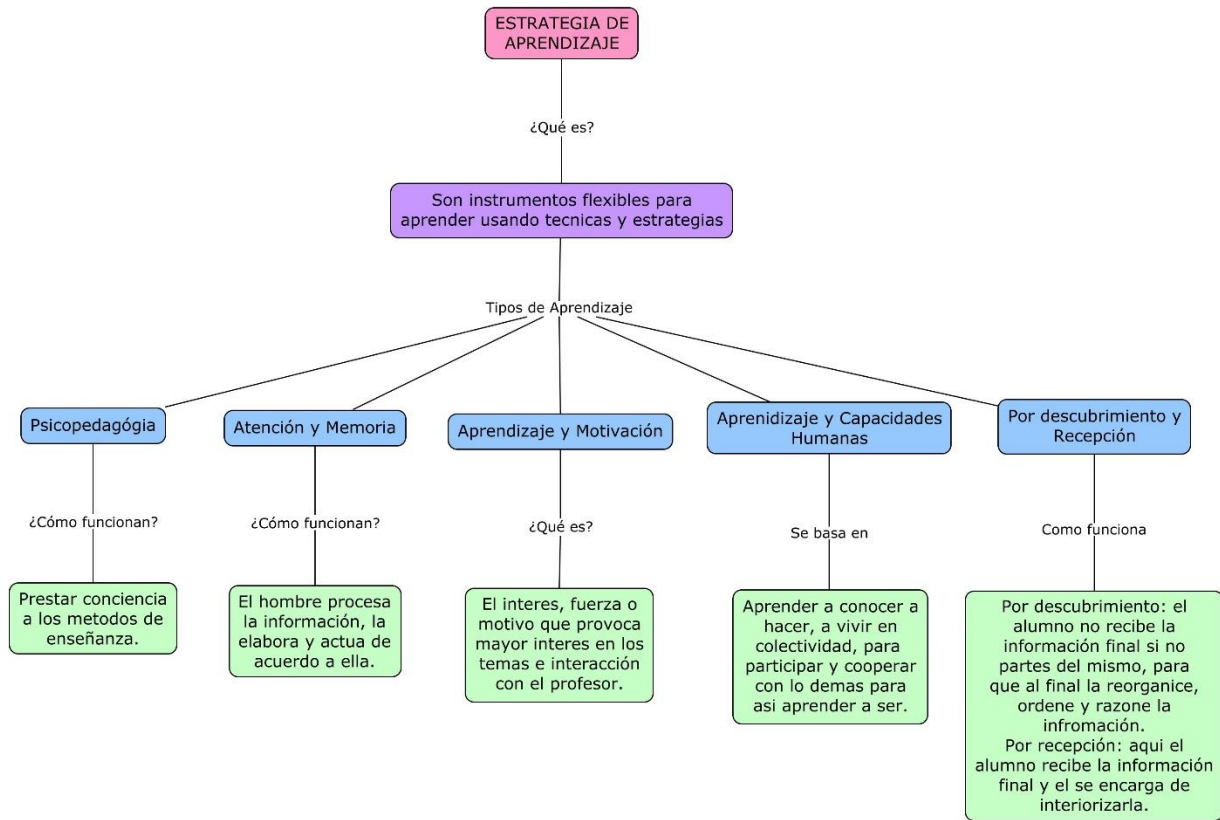 ESTRATEGIA DE
APRENDIZAJE
¿Qué es?
Son instrumentos flexibles para
aprender usando tecnicas y estrategias
Tipos de Aprendizaje
Psicopedagógia
¿Cómo funcionan?
Prestar conciencia
a los metodos de
enseñanza.
Atención y Memoria
¿Cómo funcionan?
El hombre procesa
la información, la
elabora y actua de
acuerdo a ella.
Aprendizaje y Motivación
¿Qué es?
El interes, fuerza o
motivo que provoca
mayor interes en los
temas e interacción
con el profesor.
Aprenidizaje y Capacidades
Humanas
Se basa en
Aprender a conocer a
hacer, a vivir en
colectividad, para
participar y cooperar
con lo demas para
asi aprender a ser.
Por descubrimiento y
Recepción
Como funciona
Por descubrimiento: el
alumno no recibe la
información final si no
partes del mismo, para
que al final la reorganice,
ordene y razone la
infromación.
Por recepción: aqui el
alumno recibe la información
final y el se encarga de
interiorizarla.